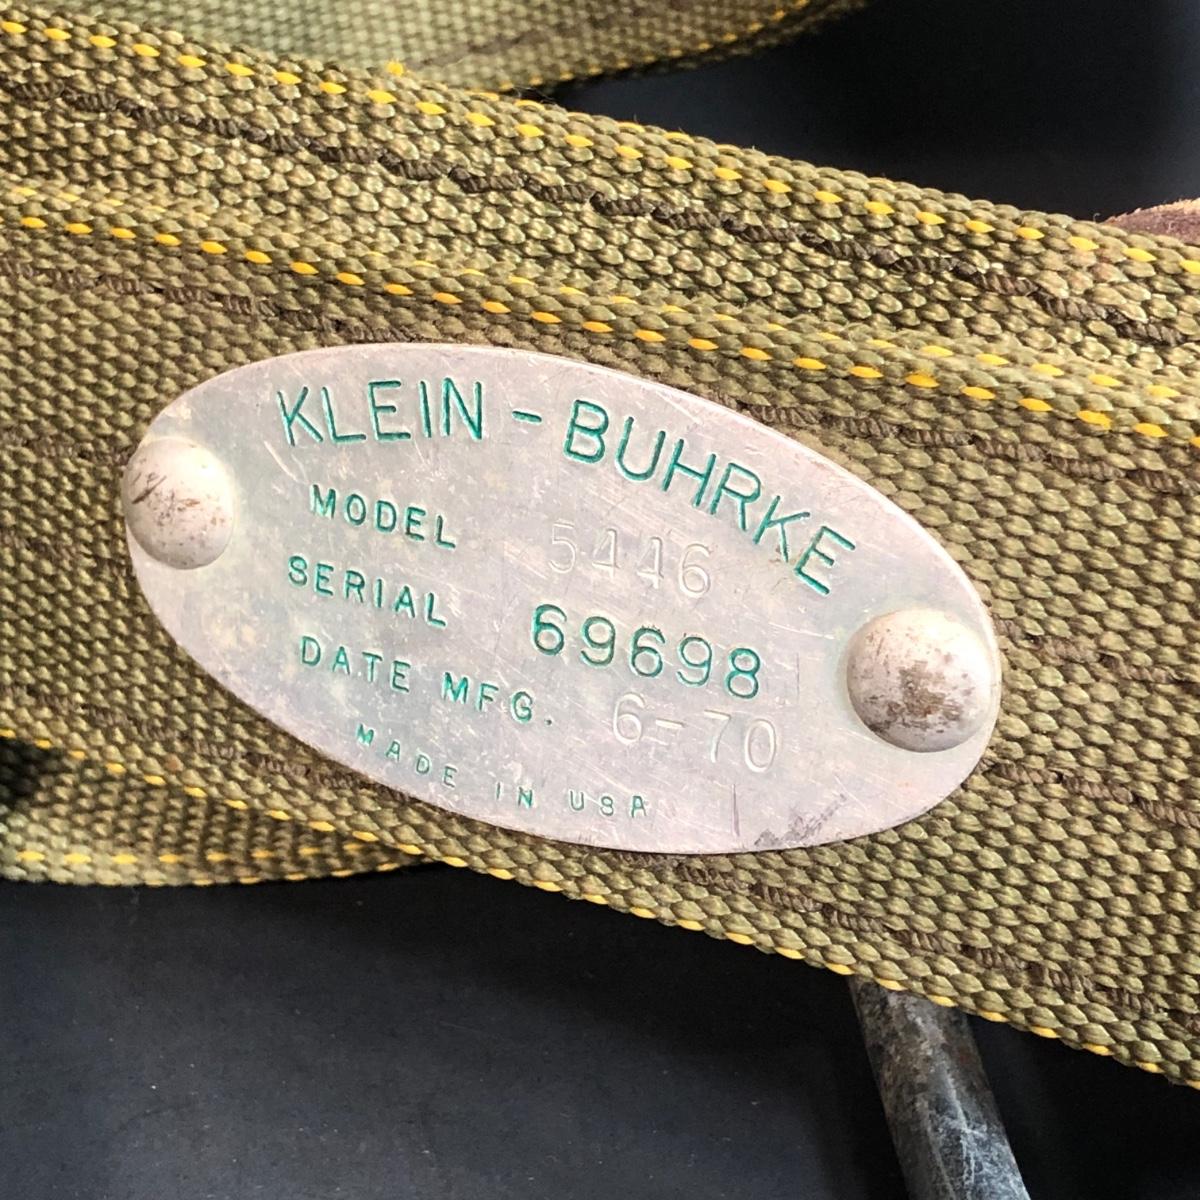 KLEIN-BUHRKE
MODEL 5446
SERIAL 69698
DATE MFG. 6-70
MADE IN USA